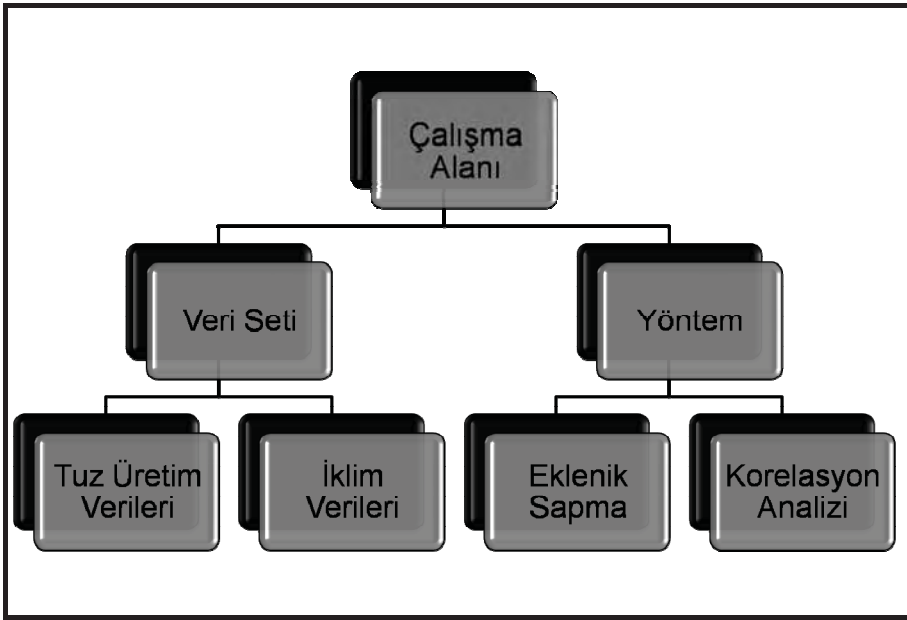 Çalışma
Alanı
Veri Seti
Yöntem
Tuz Üretim
Verileri
İklim
Verileri
Eklenik
Sapma
Korelasyon
Analizi